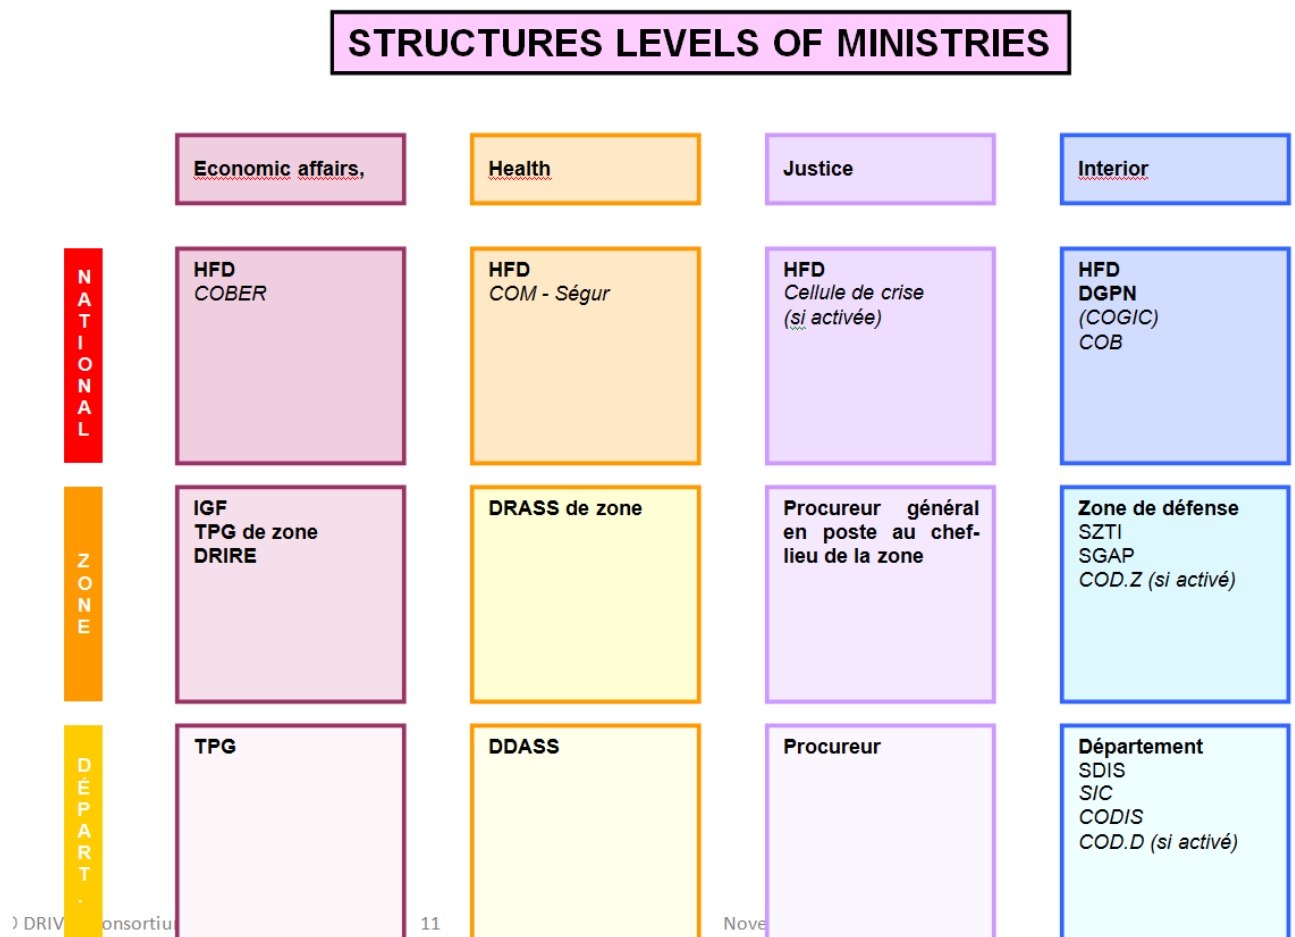 STRUCTURES LEVELS OF MINISTRIES
Economic affairs,
Health
Justice
Interior
NATIONAL
HFD
COBER
HFD
COM - Ségur
HFD
Cellule de crise
(si activée)
HFD
DGPN
(COGIC)
COB
ZONE
IGF
TPG de zone
DRIRE
DRASS de zone
Procureur général
en poste au chef-
lieu de la zone
Zone de défense
SZTI
SGAP
COD.Z (si activé)
DÉPART.
TPG
DDASS
Procureur
Département
SDIS
SIC
CODIS
COD.D (si activé)
11